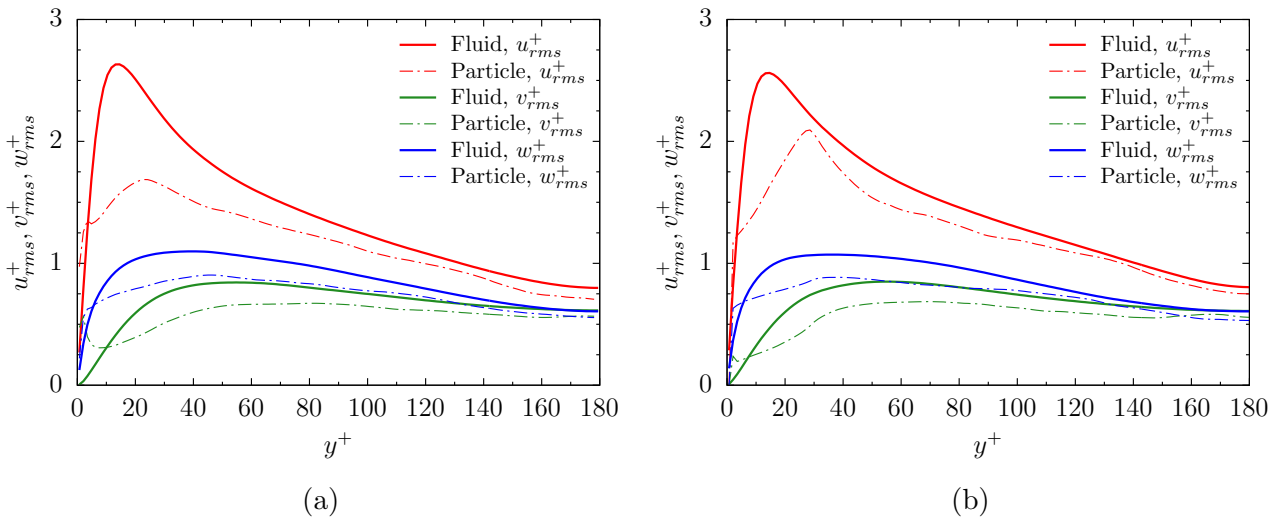 3
2
1
0
0 20 40 60 80 100 120 140 160 180
u⁺rms, v⁺rms, w⁺rms
y⁺
Fluid, u⁺rms
Particle, u⁺rms
Fluid, v⁺rms
Particle, v⁺rms
Fluid, w⁺rms
Particle, w⁺rms
(a)
3
2
1
0
0 20 40 60 80 100 120 140 160 180
u⁺rms, v⁺rms, w⁺rms
y⁺
Fluid, u⁺rms
Particle, u⁺rms
Fluid, v⁺rms
Particle, v⁺rms
Fluid, w⁺rms
Particle, w⁺rms
(b)